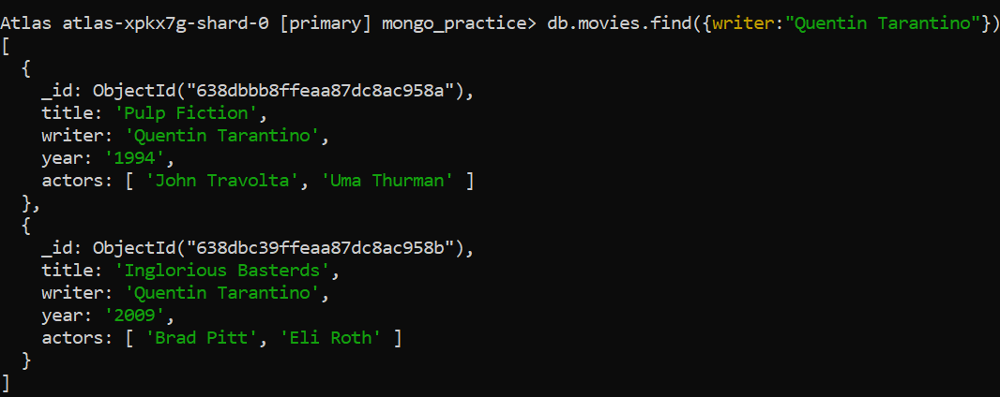 Atlas atlas-xpkx7g-shard-0 [primary] mongo_practice> db.movies.find({writer:"Quentin Tarantino"})
[
  {
    _id: ObjectId("638dbbb8ffeaa87dc8ac958a"),
    title: 'Pulp Fiction',
    writer: 'Quentin Tarantino',
    year: '1994',
    actors: [ 'John Travolta', 'Uma Thurman' ]
  },
  {
    _id: ObjectId("638dbc39ffeaa87dc8ac958b"),
    title: 'Inglorious Basterds',
    writer: 'Quentin Tarantino',
    year: '2009',
    actors: [ 'Brad Pitt', 'Eli Roth' ]
  }
]